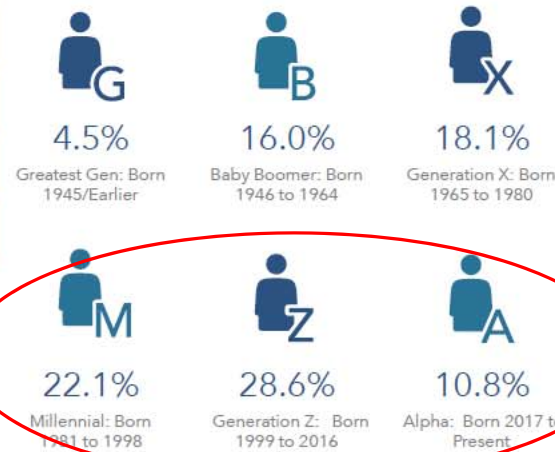 G B X
4.5% 16.0% 18.1%
Greatest Gen: Born Baby Boomer: Born Generation X: Born
1945/Earlier 1946 to 1964 1965 to 1980
M Z A
22.1% 28.6% 10.8%
Millennial: Born Generation Z: Born Alpha: Born 2017 to
1981 to 1998 1999 to 2016 Present